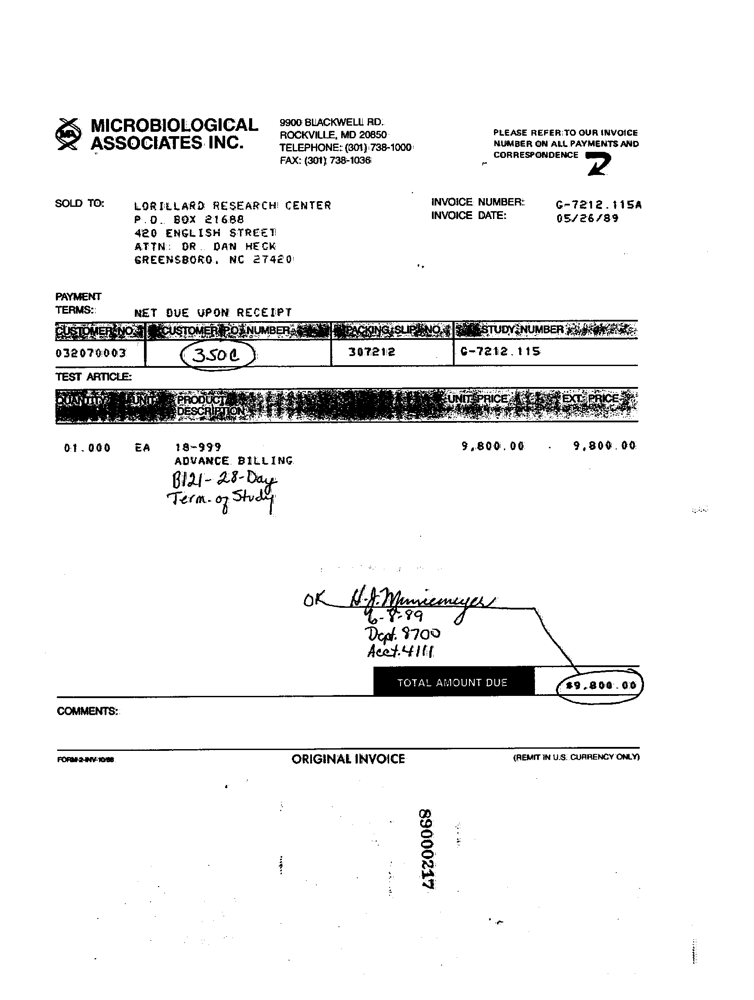 MICROBIOLOGICAL
ASSOCIATES INC.
9900 BLACKWELL RD.
ROCKVILLE, MD 20850
TELEPHONE: (301) 738-1000
FAX: (301) 738-1036
PLEASE REFER TO OUR INVOICE
NUMBER ON ALL PAYMENTS AND
CORRESPONDENCE
SOLD TO:
LORILLARD RESEARCH CENTER
P.O. BOX 21688
420 ENGLISH STREET
ATTN: DR. DAN HECK
GREENSBORO, NC 27420
INVOICE NUMBER: G-7212.115A
INVOICE DATE: 05/26/89
PAYMENT
TERMS: NET DUE UPON RECEIPT
CUSTOMER NO. CUSTOMER P.O. NUMBER PACKING SLIP NO. STUDY NUMBER
032070003 350C 307212 G-7212.115
TEST ARTICLE:
QUANTITY UNIT PRODUCT UNIT PRICE EXT. PRICE
DESCRIPTION
01.000 EA 18-999 9,800.00 9,800.00
ADVANCE BILLING
B121-28-Day
Term. of Study
OK H.J. Minnemeyer
6-8-89
Dept. 8700
Acct. 4111
TOTAL AMOUNT DUE $9,800.00
COMMENTS:
FORM-2-INV-10/88 ORIGINAL INVOICE (REMIT IN U.S. CURRENCY ONLY)
89000217